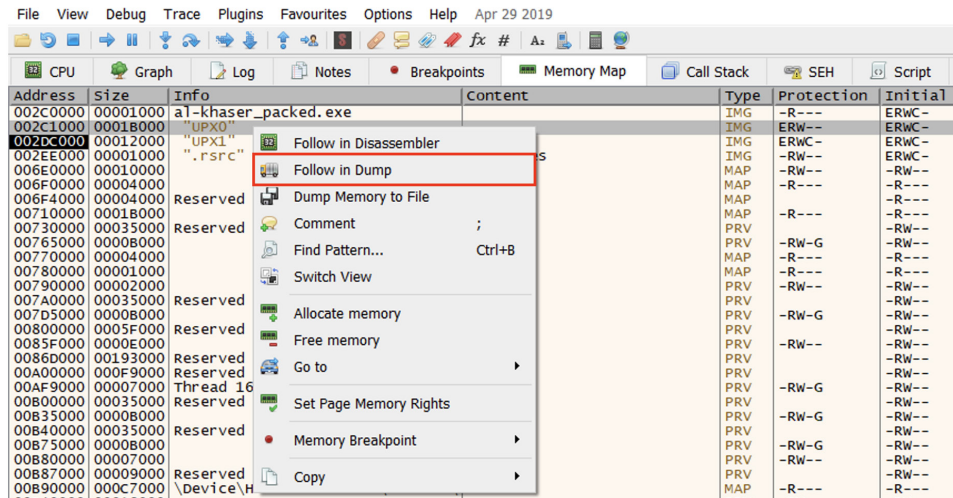 File View Debug Trace Plugins Favourites Options Help Apr 29 2019
CPU Graph Log Notes Breakpoints Memory Map Call Stack SEH Script
Address Size Info Content Type Protection Initial
002C0000 00001000 al-khaser_packed.exe IMG -R--- ERWC-
002C1000 0001B000 "UPX0" IMG ERW-- ERWC-
002DC000 00012000 "UPX1" IMG ERWC- ERWC-
002EE000 00001000 ".rsrc" s IMG -RW-- ERWC-
006E0000 00010000 MAP -RW-- -RW--
006F0000 00004000 MAP -R--- -R---
006F4000 00004000 Reserved MAP -R---
00710000 0001B000 MAP -R--- -R---
00730000 00035000 Reserved PRV -RW--
00765000 0000B000 PRV -RW-G -RW--
00770000 00004000 MAP -R--- -R---
00780000 00001000 MAP -R--- -R---
00790000 00002000 PRV -RW-- -RW--
007A0000 00035000 Reserved PRV -RW--
007D5000 0000B000 PRV -RW-G -RW--
00800000 0005F000 Reserved PRV -RW--
0085F000 0000E000 PRV -RW-- -RW--
0086D000 00193000 Reserved PRV -RW--
00A00000 000F9000 Reserved PRV -RW--
00AF9000 00007000 Thread 16 PRV -RW-G -RW--
00B00000 00035000 Reserved PRV -RW--
00B35000 0000B000 PRV -RW-G -RW--
00B40000 00035000 Reserved PRV -RW--
00B75000 0000B000 PRV -RW-G -RW--
00B80000 00007000 PRV -RW-- -RW--
00B87000 00009000 Reserved PRV -RW--
00B90000 000C7000 \Device\H MAP -R--- -R---
Follow in Disassembler
Follow in Dump
Dump Memory to File
Comment ;
Find Pattern... Ctrl+B
Switch View
Allocate memory
Free memory
Go to
Set Page Memory Rights
Memory Breakpoint
Copy